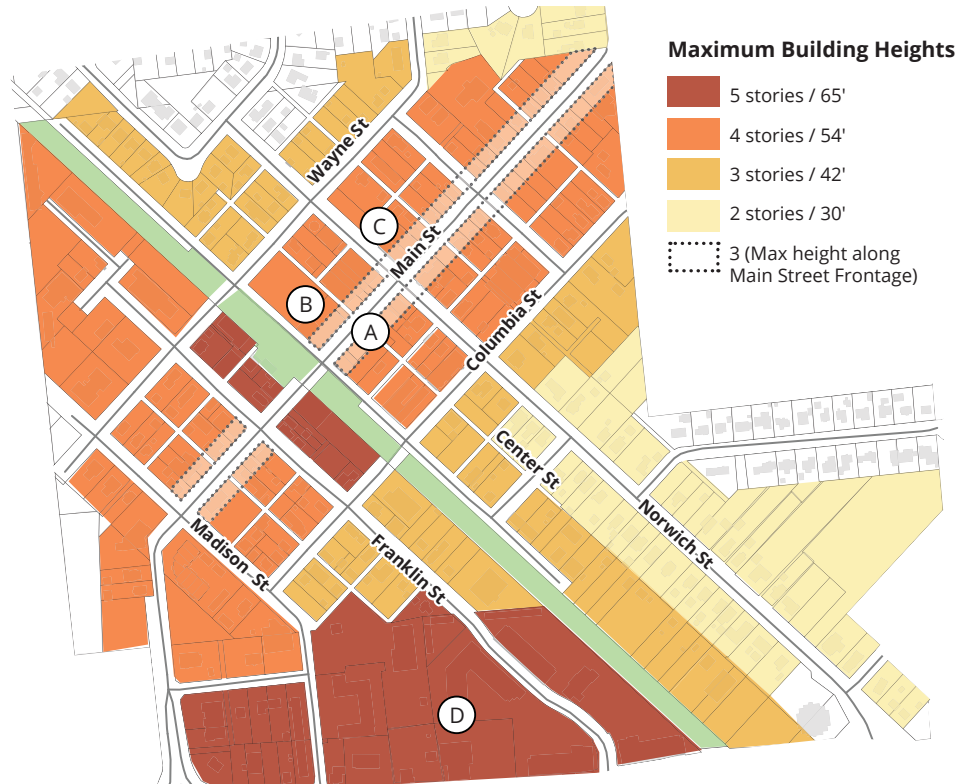 Maximum Building Heights
5 stories / 65'
4 stories / 54'
3 stories / 42'
2 stories / 30'
3 (Max height along
Main Street Frontage)
Wayne St
C
Main St
B
A
Columbia St
Center St
Norwich St
Madison St
Franklin St
D